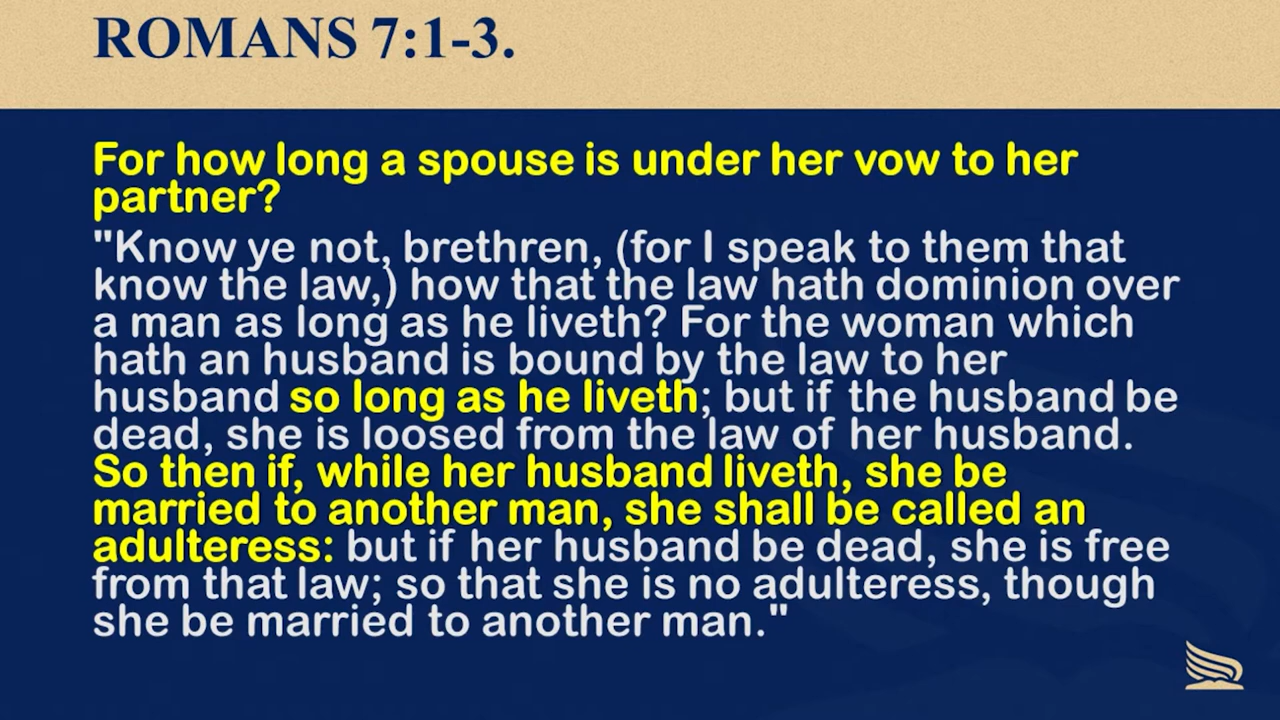 ROMANS 7:1-3.
For how long a spouse is under her vow to her
partner?
"Know ye not, brethren, (for I speak to them that
know the law,) how that the law hath dominion over
a man as long as he liveth? For the woman which
hath an husband is bound by the law to her
husband so long as he liveth; but if the husband be
dead, she is loosed from the law of her husband.
So then if, while her husband liveth, she be
married to another man, she shall be called an
adulteress: but if her husband be dead, she is free
from that law; so that she is no adulteress, though
she be married to another man."